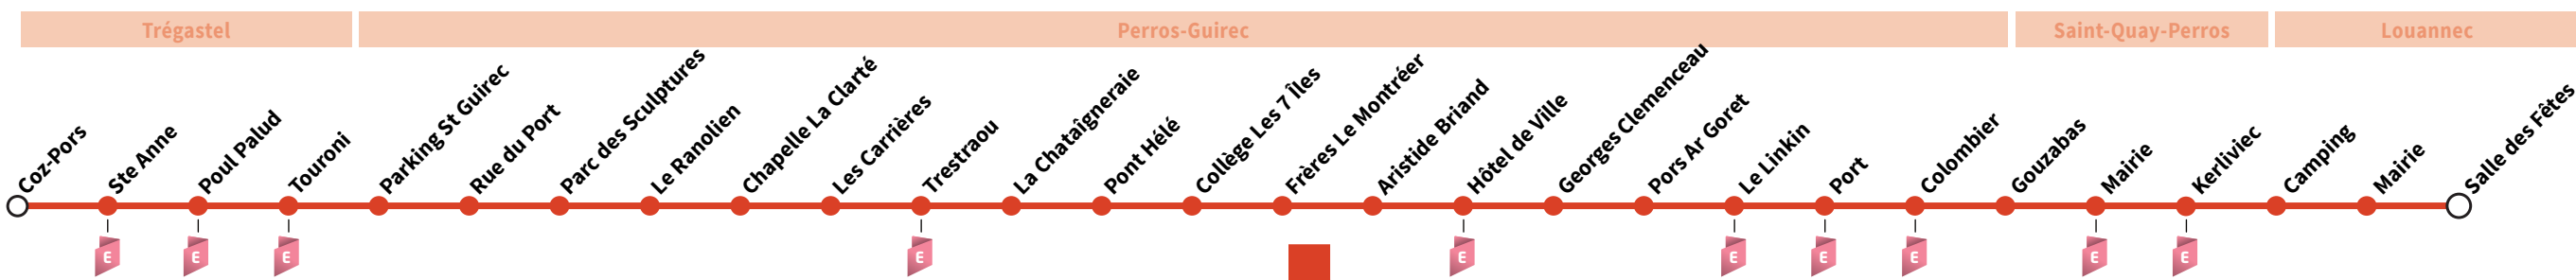 Trégastel
Perros-Guirec
Saint-Quay-Perros
Louannec
Coz-Pors
Ste Anne
Poul Palud
Touroni
Parking St Guirec
Rue du Port
Parc des Sculptures
Le Ranolien
Chapelle La Clarté
Les Carrières
Trestraou
La Chataîgneraie
Pont Hélé
Collège Les 7 Îles
Frères Le Montréer
Aristide Briand
Hôtel de Ville
Georges Clemenceau
Pors Ar Goret
Le Linkin
Port
Colombier
Gouzabas
Mairie
Kerliviec
Camping
Mairie
Salle des Fêtes
E
E
E
E
E
E
E
E
E
E